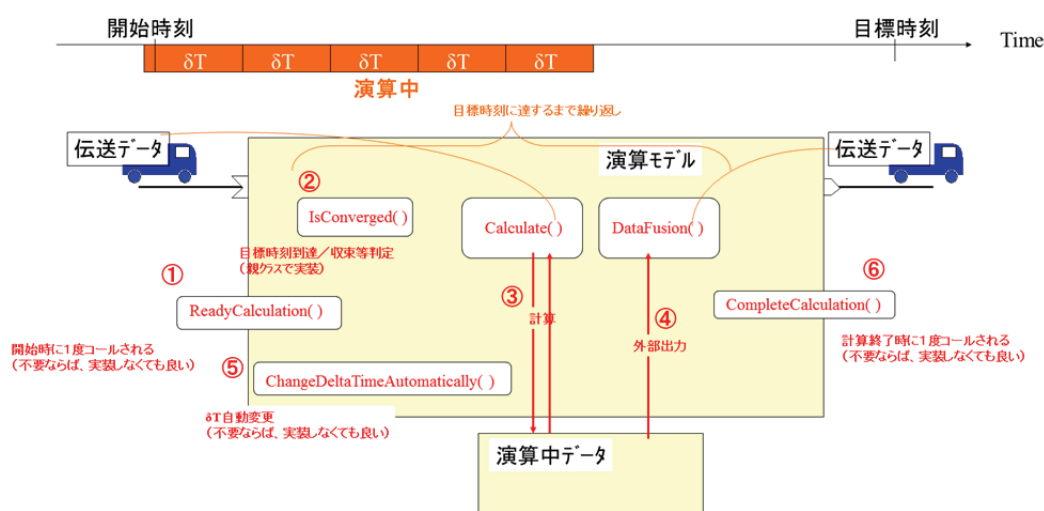 開始時刻
目標時刻
Time
δT δT δT δT δT
演算中
目標時刻に達するまで繰り返し
伝送データ
演算モデル
伝送データ
②
IsConverged( )
Calculate( )
DataFusion( )
目標時刻到達／収束等判定
（親クラスで実装）
①
ReadyCalculation( )
③
計算
④
外部出力
⑥
CompleteCalculation( )
開始時に1度コールされる
（不要ならば、実装しなくても良い）
計算終了時に1度コールされる
（不要ならば、実装しなくても良い）
⑤
ChangeDeltaTimeAutomatically( )
δT自動変更
（不要ならば、実装しなくても良い）
演算中データ